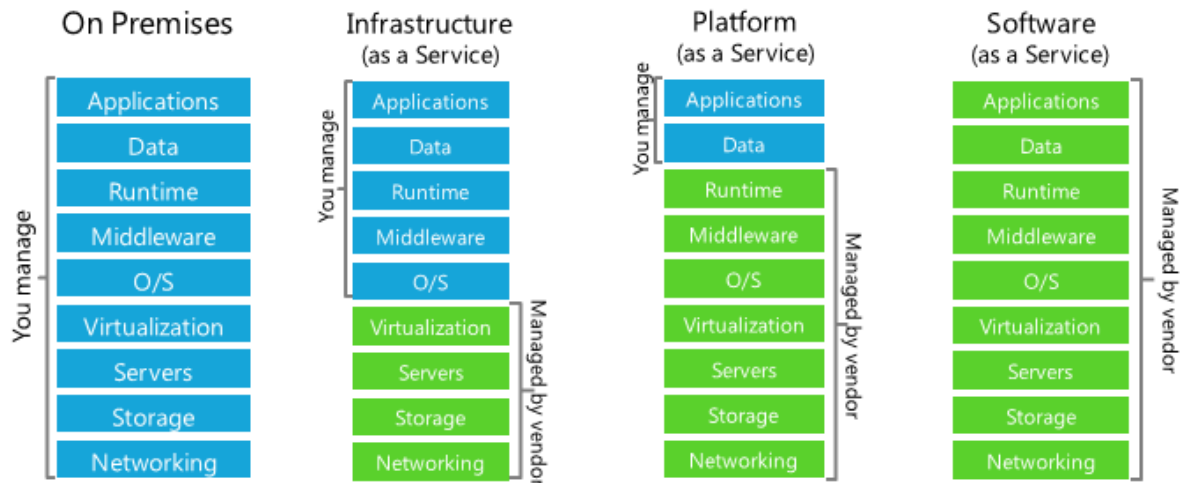 On Premises
You manage
Applications
Data
Runtime
Middleware
O/S
Virtualization
Servers
Storage
Networking
Infrastructure
(as a Service)
You manage
Applications
Data
Runtime
Middleware
O/S
Virtualization
Servers
Storage
Networking
Managed by vendor
Platform
(as a Service)
You manage
Applications
Data
Runtime
Middleware
O/S
Virtualization
Servers
Storage
Networking
Managed by vendor
Software
(as a Service)
Applications
Data
Runtime
Middleware
O/S
Virtualization
Servers
Storage
Networking
Managed by vendor